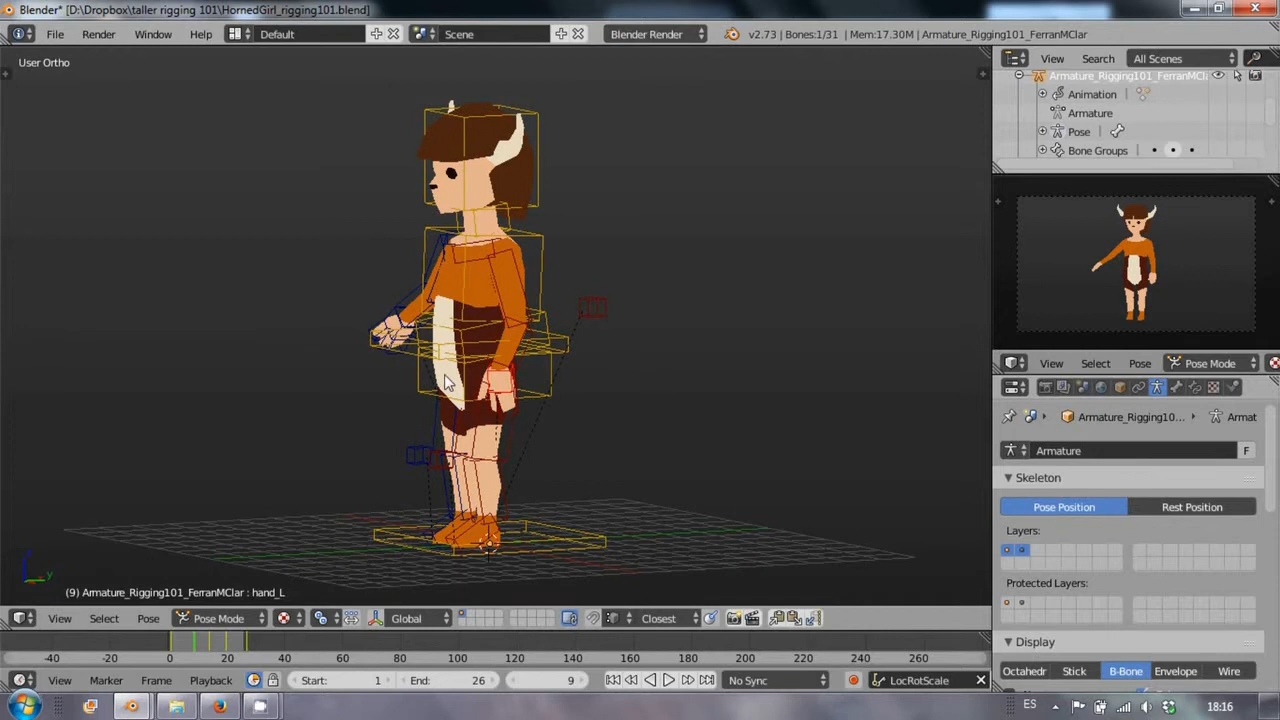 Blender* [D:\Dropbox\taller rigging 101\HornedGirl_rigging101.blend]
File Render Window Help Default Scene Blender Render v2.73 | Bones:1/31 | Mem:17.30M | Armature_Rigging101_FerranMClar
User Ortho
View Search All Scenes
Armature_Rigging101_FerranMCl
Animation
Armature
Pose
Bone Groups
View Select Pose Pose Mode
Armature_Rigging10... Armat
Armature F
Skeleton
Pose Position Rest Position
Layers:
Protected Layers:
Display
Octahedr Stick B-Bone Envelope Wire
z y
(9) Armature_Rigging101_FerranMClar : hand_L
View Select Pose Pose Mode Global Closest
-40 -20 0 20 40 60 80 100 120 140 160 180 200 220 240 260
View Marker Frame Playback Start: 1 End: 26 9 No Sync LocRotScale
ES 18:16